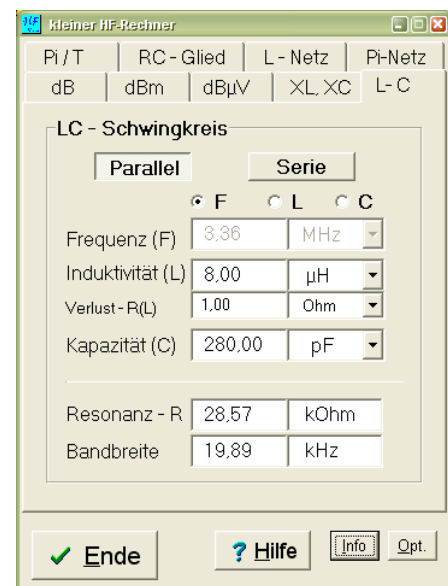 kleiner HF-Rechner
Pi / T RC - Glied L - Netz Pi-Netz
dB dBm dBµV XL, XC L- C
LC - Schwingkreis
Parallel Serie
F L C
Frequenz (F) 3,36 MHz
Induktivität (L) 8,00 µH
Verlust - R(L) 1,00 Ohm
Kapazität (C) 280,00 pF
Resonanz - R 28,57 kOhm
Bandbreite 19,89 kHz
Ende ? Hilfe Info Opt.